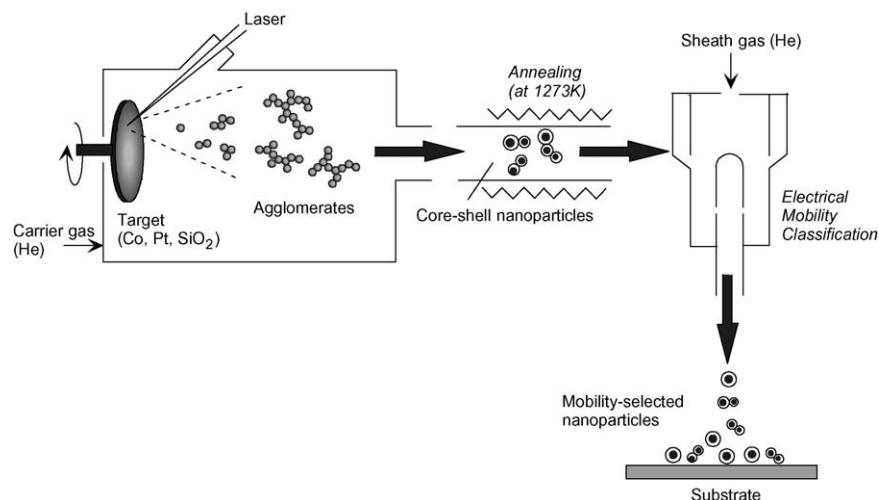 Laser
Sheath gas (He)
Annealing
(at 1273K)
Agglomerates
Core-shell nanoparticles
Electrical
Mobility
Classification
Target
(Co, Pt, SiO2)
Carrier gas
(He)
Mobility-selected
nanoparticles
Substrate